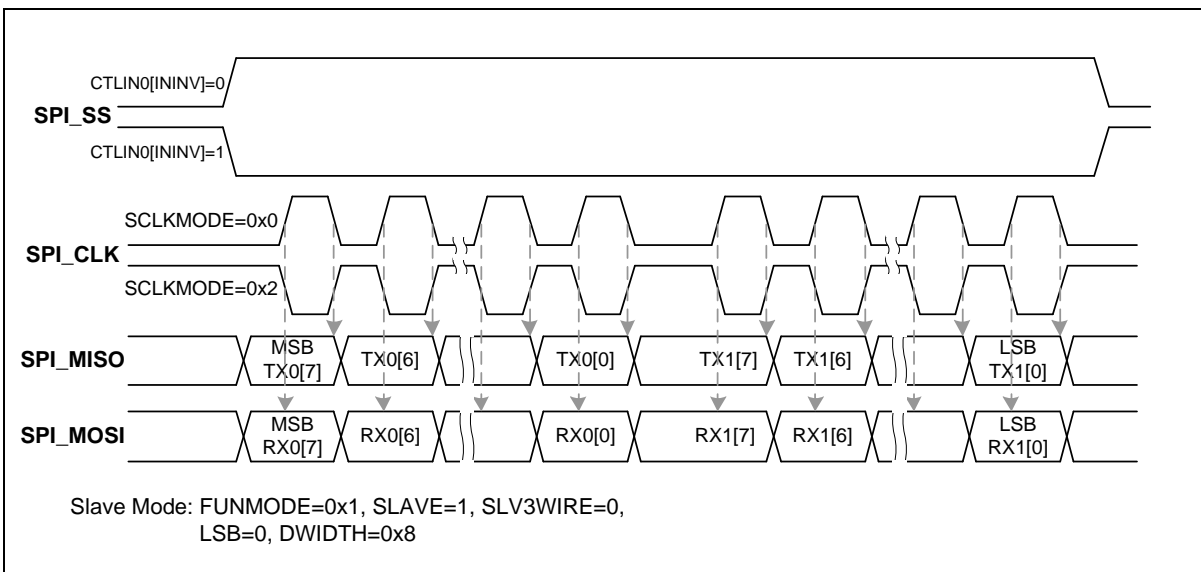 CTLIN0[ININV]=0
SPI_SS
CTLIN0[ININV]=1
SCLKMODE=0x0
SPI_CLK
SCLKMODE=0x2
SPI_MISO
MSB
TX0[7]
TX0[6]
TX0[0]
TX1[7]
TX1[6]
LSB
TX1[0]
SPI_MOSI
MSB
RX0[7]
RX0[6]
RX0[0]
RX1[7]
RX1[6]
LSB
RX1[0]
Slave Mode: FUNMODE=0x1, SLAVE=1, SLV3WIRE=0,
LSB=0, DWIDTH=0x8